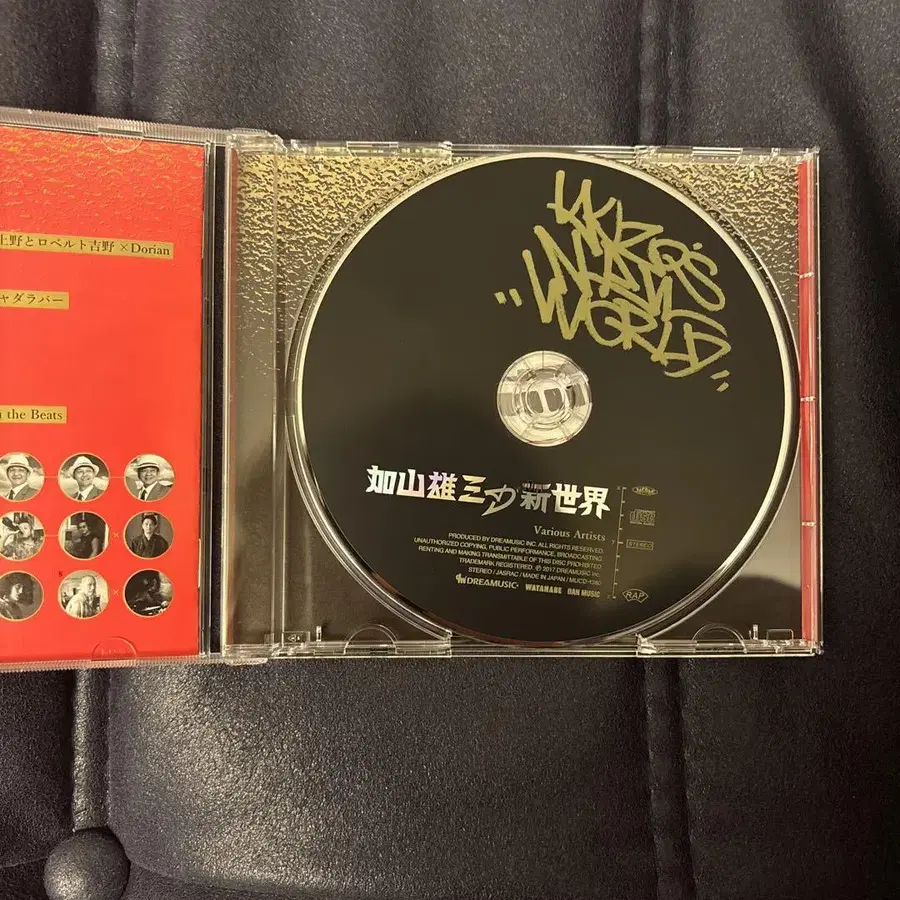 上野とロベルト吉野 × Dorian
ャダラパー
the Beats
WORLD
加山雄三の新世界
Various Artists
PRODUCED BY DREAMUSIC INC. ALL RIGHTS RESERVED.
UNAUTHORIZED COPYING, PUBLIC PERFORMANCE, BROADCASTING
RENTING AND MAKING TRANSMITTABLE OF THIS DISC PROHIBITED
TRADEMARK REGISTERED. ℗ 2017 DREAMUSIC Inc.
STEREO / JASRAC / MADE IN JAPAN / MUCD-1380
DREAMUSIC・ WATANABE DAN MUSIC
STEREO
RAP